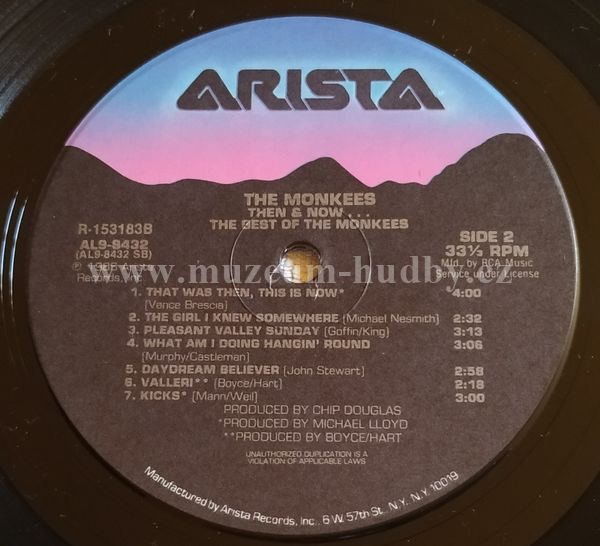 ARISTA
THE MONKEES
THEN & NOW...
THE BEST OF THE MONKEES
R-153183B
AL9-8432
(AL9-8432 SB)
℗ 1986 Arista
Records, Inc.
SIDE 2
33⅓ RPM
Mfd. by RCA Music
Service under License
www.muzeum-hudby.cz
1. THAT WAS THEN, THIS IS NOW* 4:00
(Vance Brescia)
2. THE GIRL I KNEW SOMEWHERE (Michael Nesmith) 2:32
3. PLEASANT VALLEY SUNDAY (Goffin/King) 3:13
4. WHAT AM I DOING HANGIN' ROUND 3:06
(Murphy/Castleman)
5. DAYDREAM BELIEVER (John Stewart) 2:58
6. VALLERI** (Boyce/Hart) 2:18
7. KICKS* (Mann/Weil) 3:00
PRODUCED BY CHIP DOUGLAS
*PRODUCED BY MICHAEL LLOYD
**PRODUCED BY BOYCE/HART
UNAUTHORIZED DUPLICATION IS A
VIOLATION OF APPLICABLE LAWS
Manufactured by Arista Records, Inc., 6 W. 57th St., N.Y., N.Y. 10019